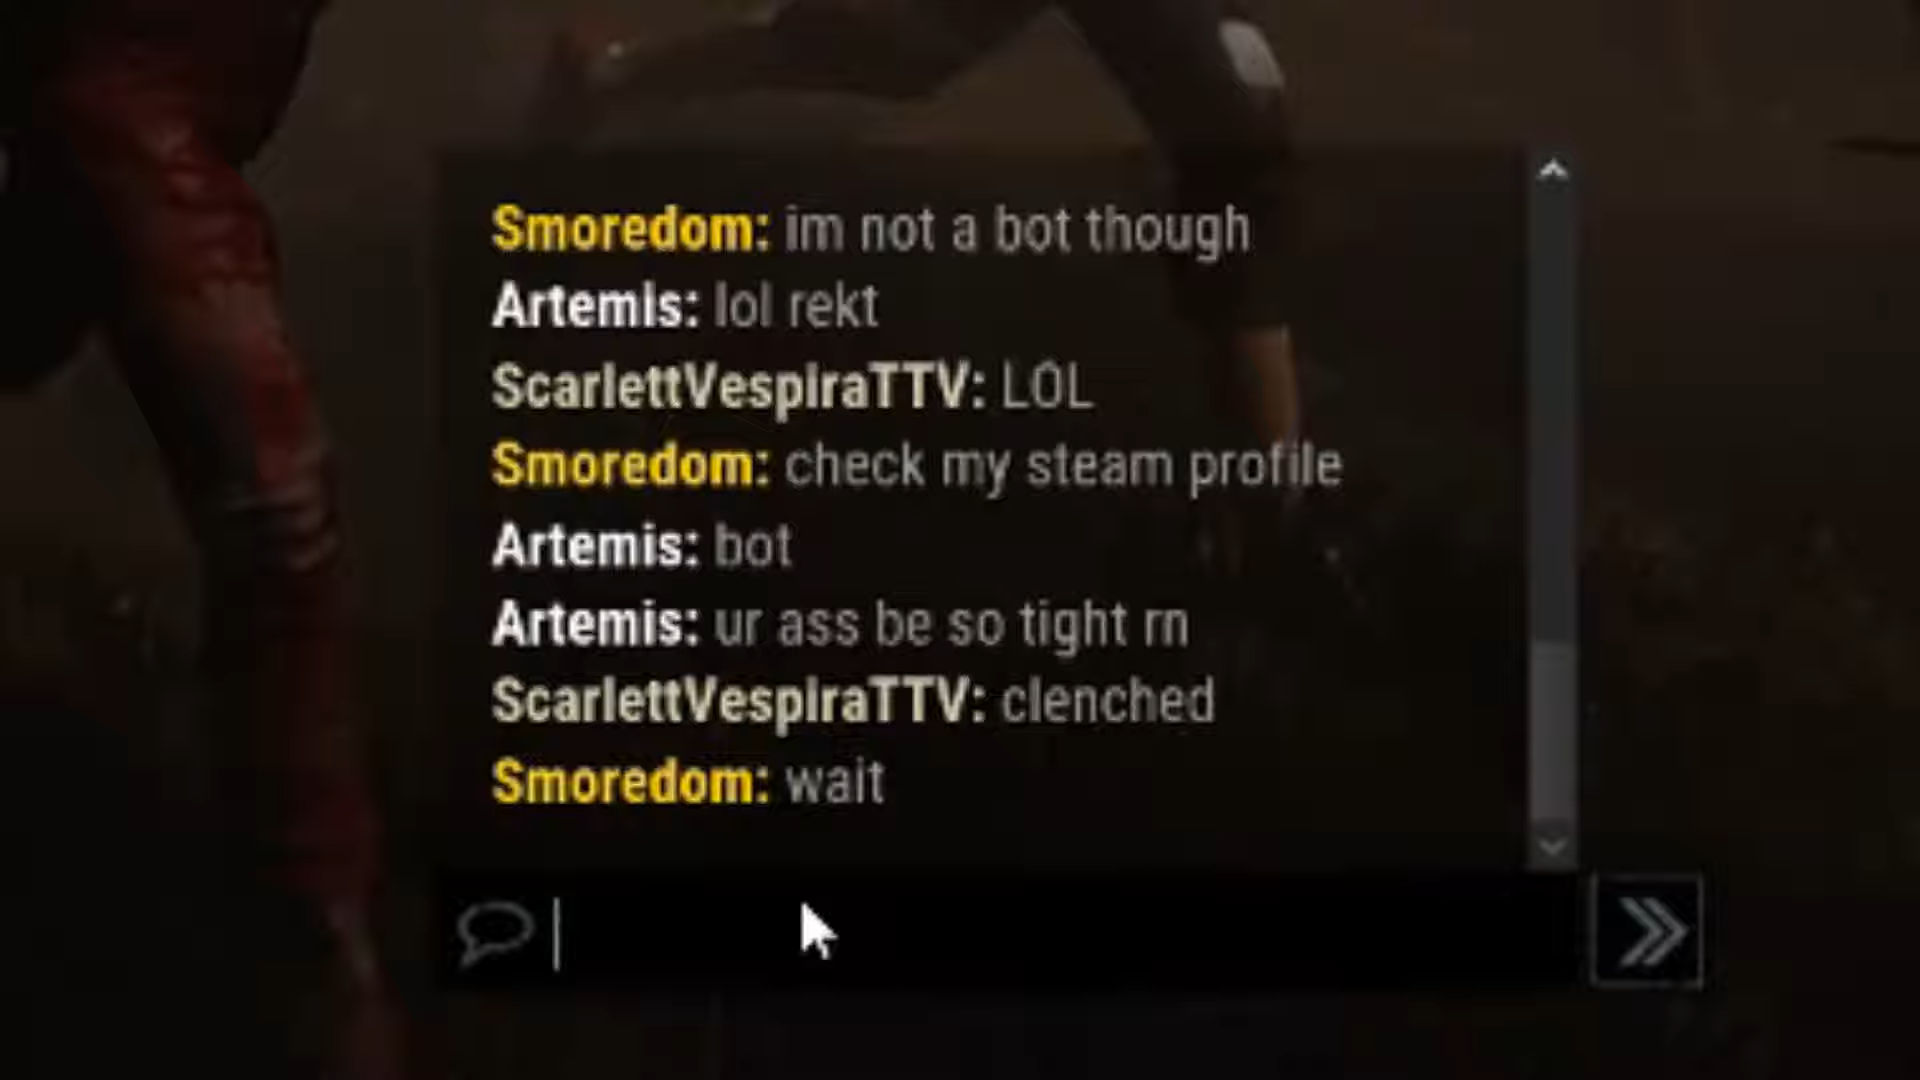 Smoredom: im not a bot though
Artemis: lol rekt
ScarlettVespiraTTV: LOL
Smoredom: check my steam profile
Artemis: bot
Artemis: ur ass be so tight rn
ScarlettVespiraTTV: clenched
Smoredom: wait